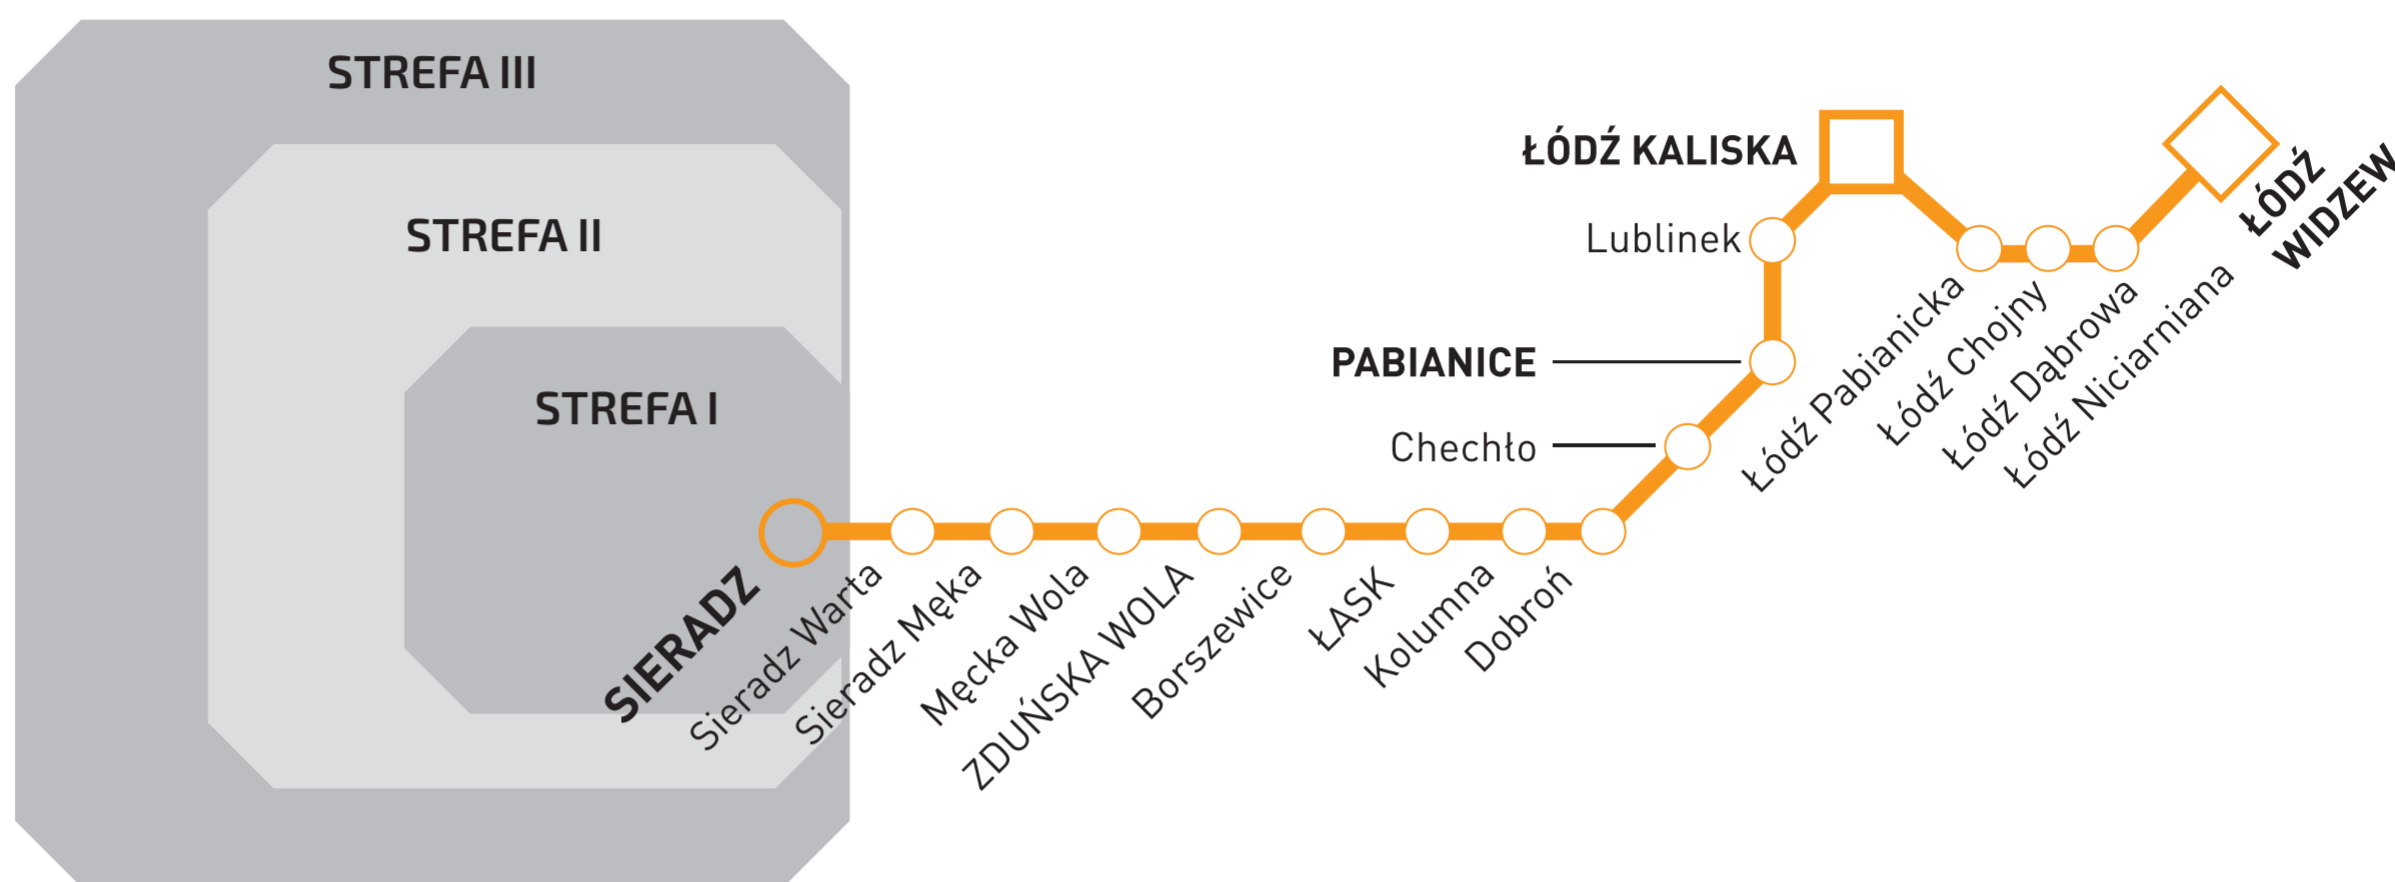 STREFA III
STREFA II
STREFA I
SIERADZ
Sieradz Warta
Sieradz Męka
Męcka Wola
ZDUŃSKA WOLA
Borszewice
ŁASK
Kolumna
Dobroń
Chechło
PABIANICE
Lublinek
ŁÓDŹ KALISKA
Łódź Pabianicka
Łódź Chojny
Łódź Dąbrowa
Łódź Niciarniana
ŁÓDŹ
WIDZEW